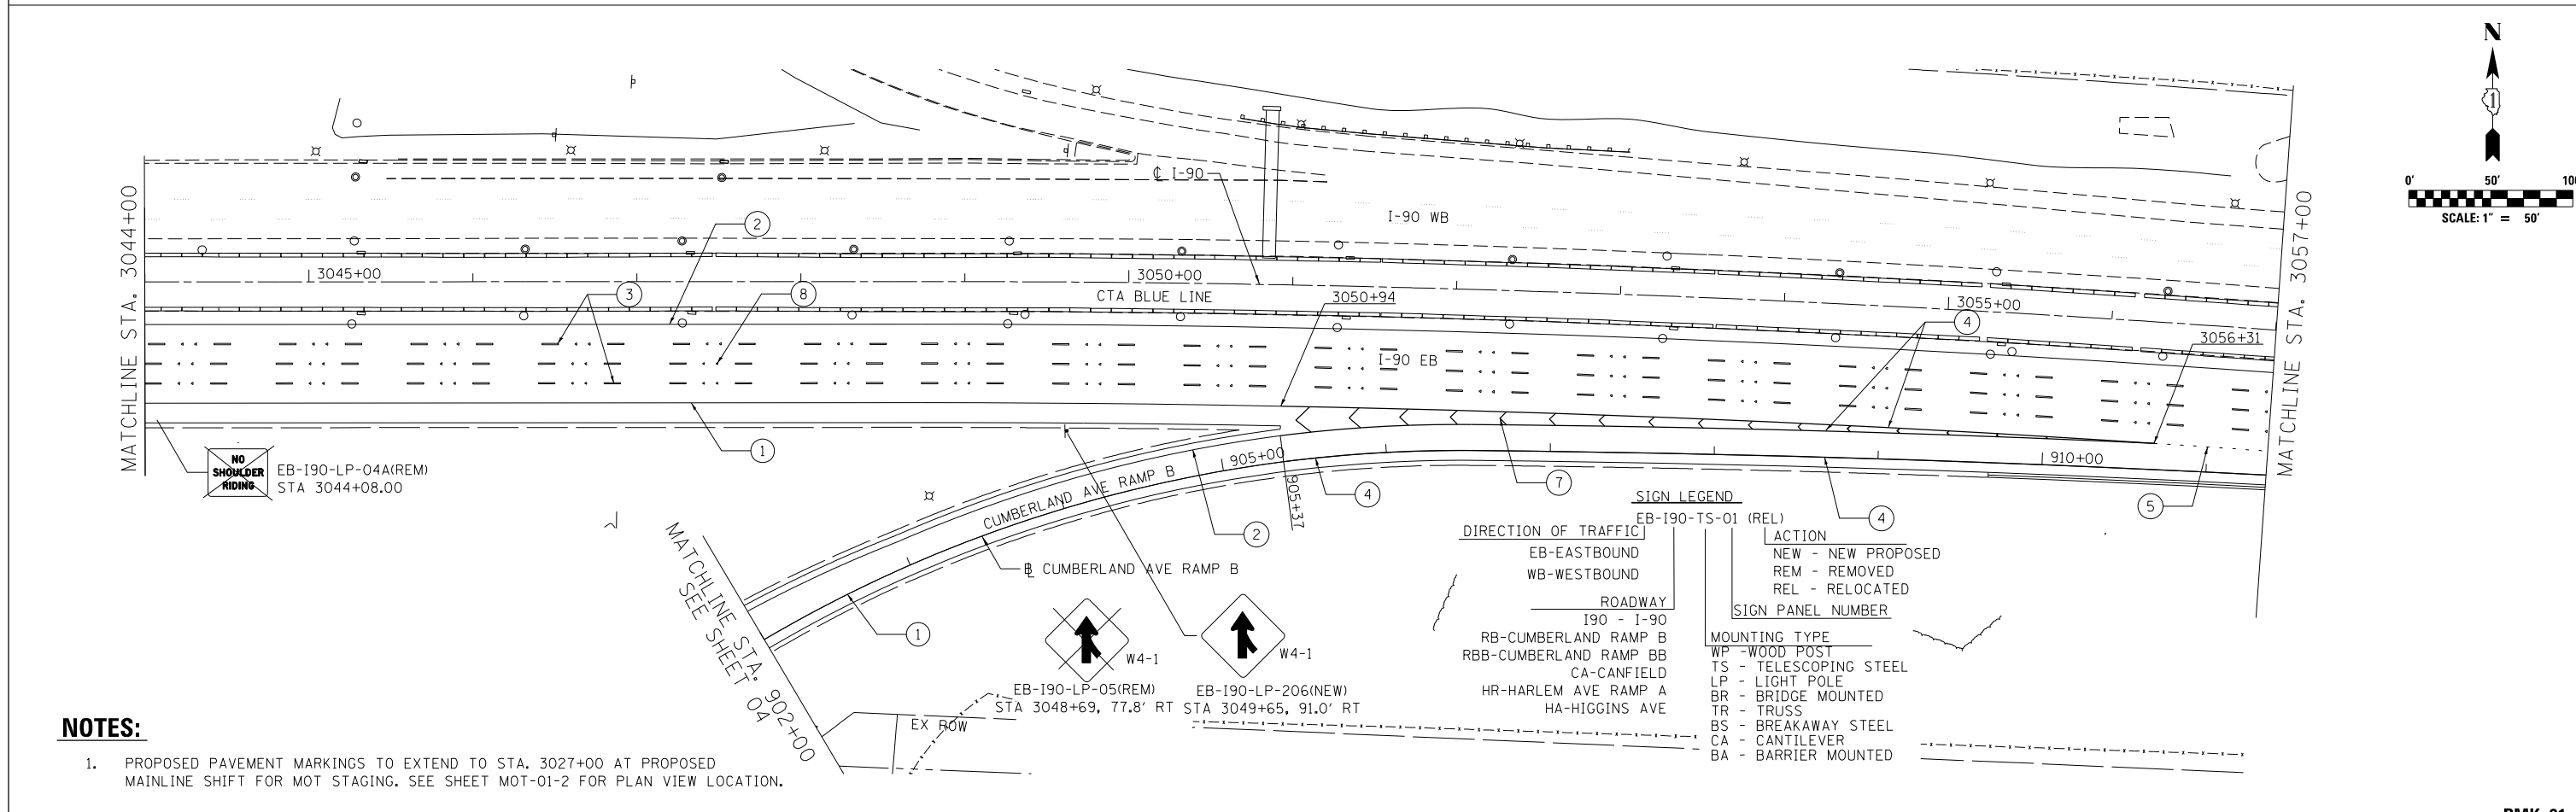 N
1
0' 50' 100
SCALE: 1" = 50'
MATCHLINE STA. 3044+00
MATCHLINE STA. 3057+00
℄ I-90
I-90 WB
2
3045+00
3
8
3050+00
CTA BLUE LINE
3050+94
3055+00
4
3056+31
I-90 EB
1
NO
SHOULDER
RIDING
EB-I90-LP-04A(REM)
STA 3044+08.00
905+00
910+00
CUMBERLAND AVE RAMP B
905+37
4
7
4
5
2
MATCHLINE STA. 902+00
SEE SHEET 04
B CUMBERLAND AVE RAMP B
1
W4-1
EB-I90-LP-05(REM)
STA 3048+69, 77.8' RT
W4-1
EB-I90-LP-206(NEW)
STA 3049+65, 91.0' RT
EX ROW
SIGN LEGEND
EB-I90-TS-01 (REL)
DIRECTION OF TRAFFIC
EB-EASTBOUND
WB-WESTBOUND
ROADWAY
I90 - I-90
RB-CUMBERLAND RAMP B
RBB-CUMBERLAND RAMP BB
CA-CANFIELD
HR-HARLEM AVE RAMP A
HA-HIGGINS AVE
ACTION
NEW - NEW PROPOSED
REM - REMOVED
REL - RELOCATED
SIGN PANEL NUMBER
MOUNTING TYPE
WP -WOOD POST
TS - TELESCOPING STEEL
LP - LIGHT POLE
BR - BRIDGE MOUNTED
TR - TRUSS
BS - BREAKAWAY STEEL
CA - CANTILEVER
BA - BARRIER MOUNTED
NOTES:
1. PROPOSED PAVEMENT MARKINGS TO EXTEND TO STA. 3027+00 AT PROPOSED
MAINLINE SHIFT FOR MOT STAGING. SEE SHEET MOT-01-2 FOR PLAN VIEW LOCATION.